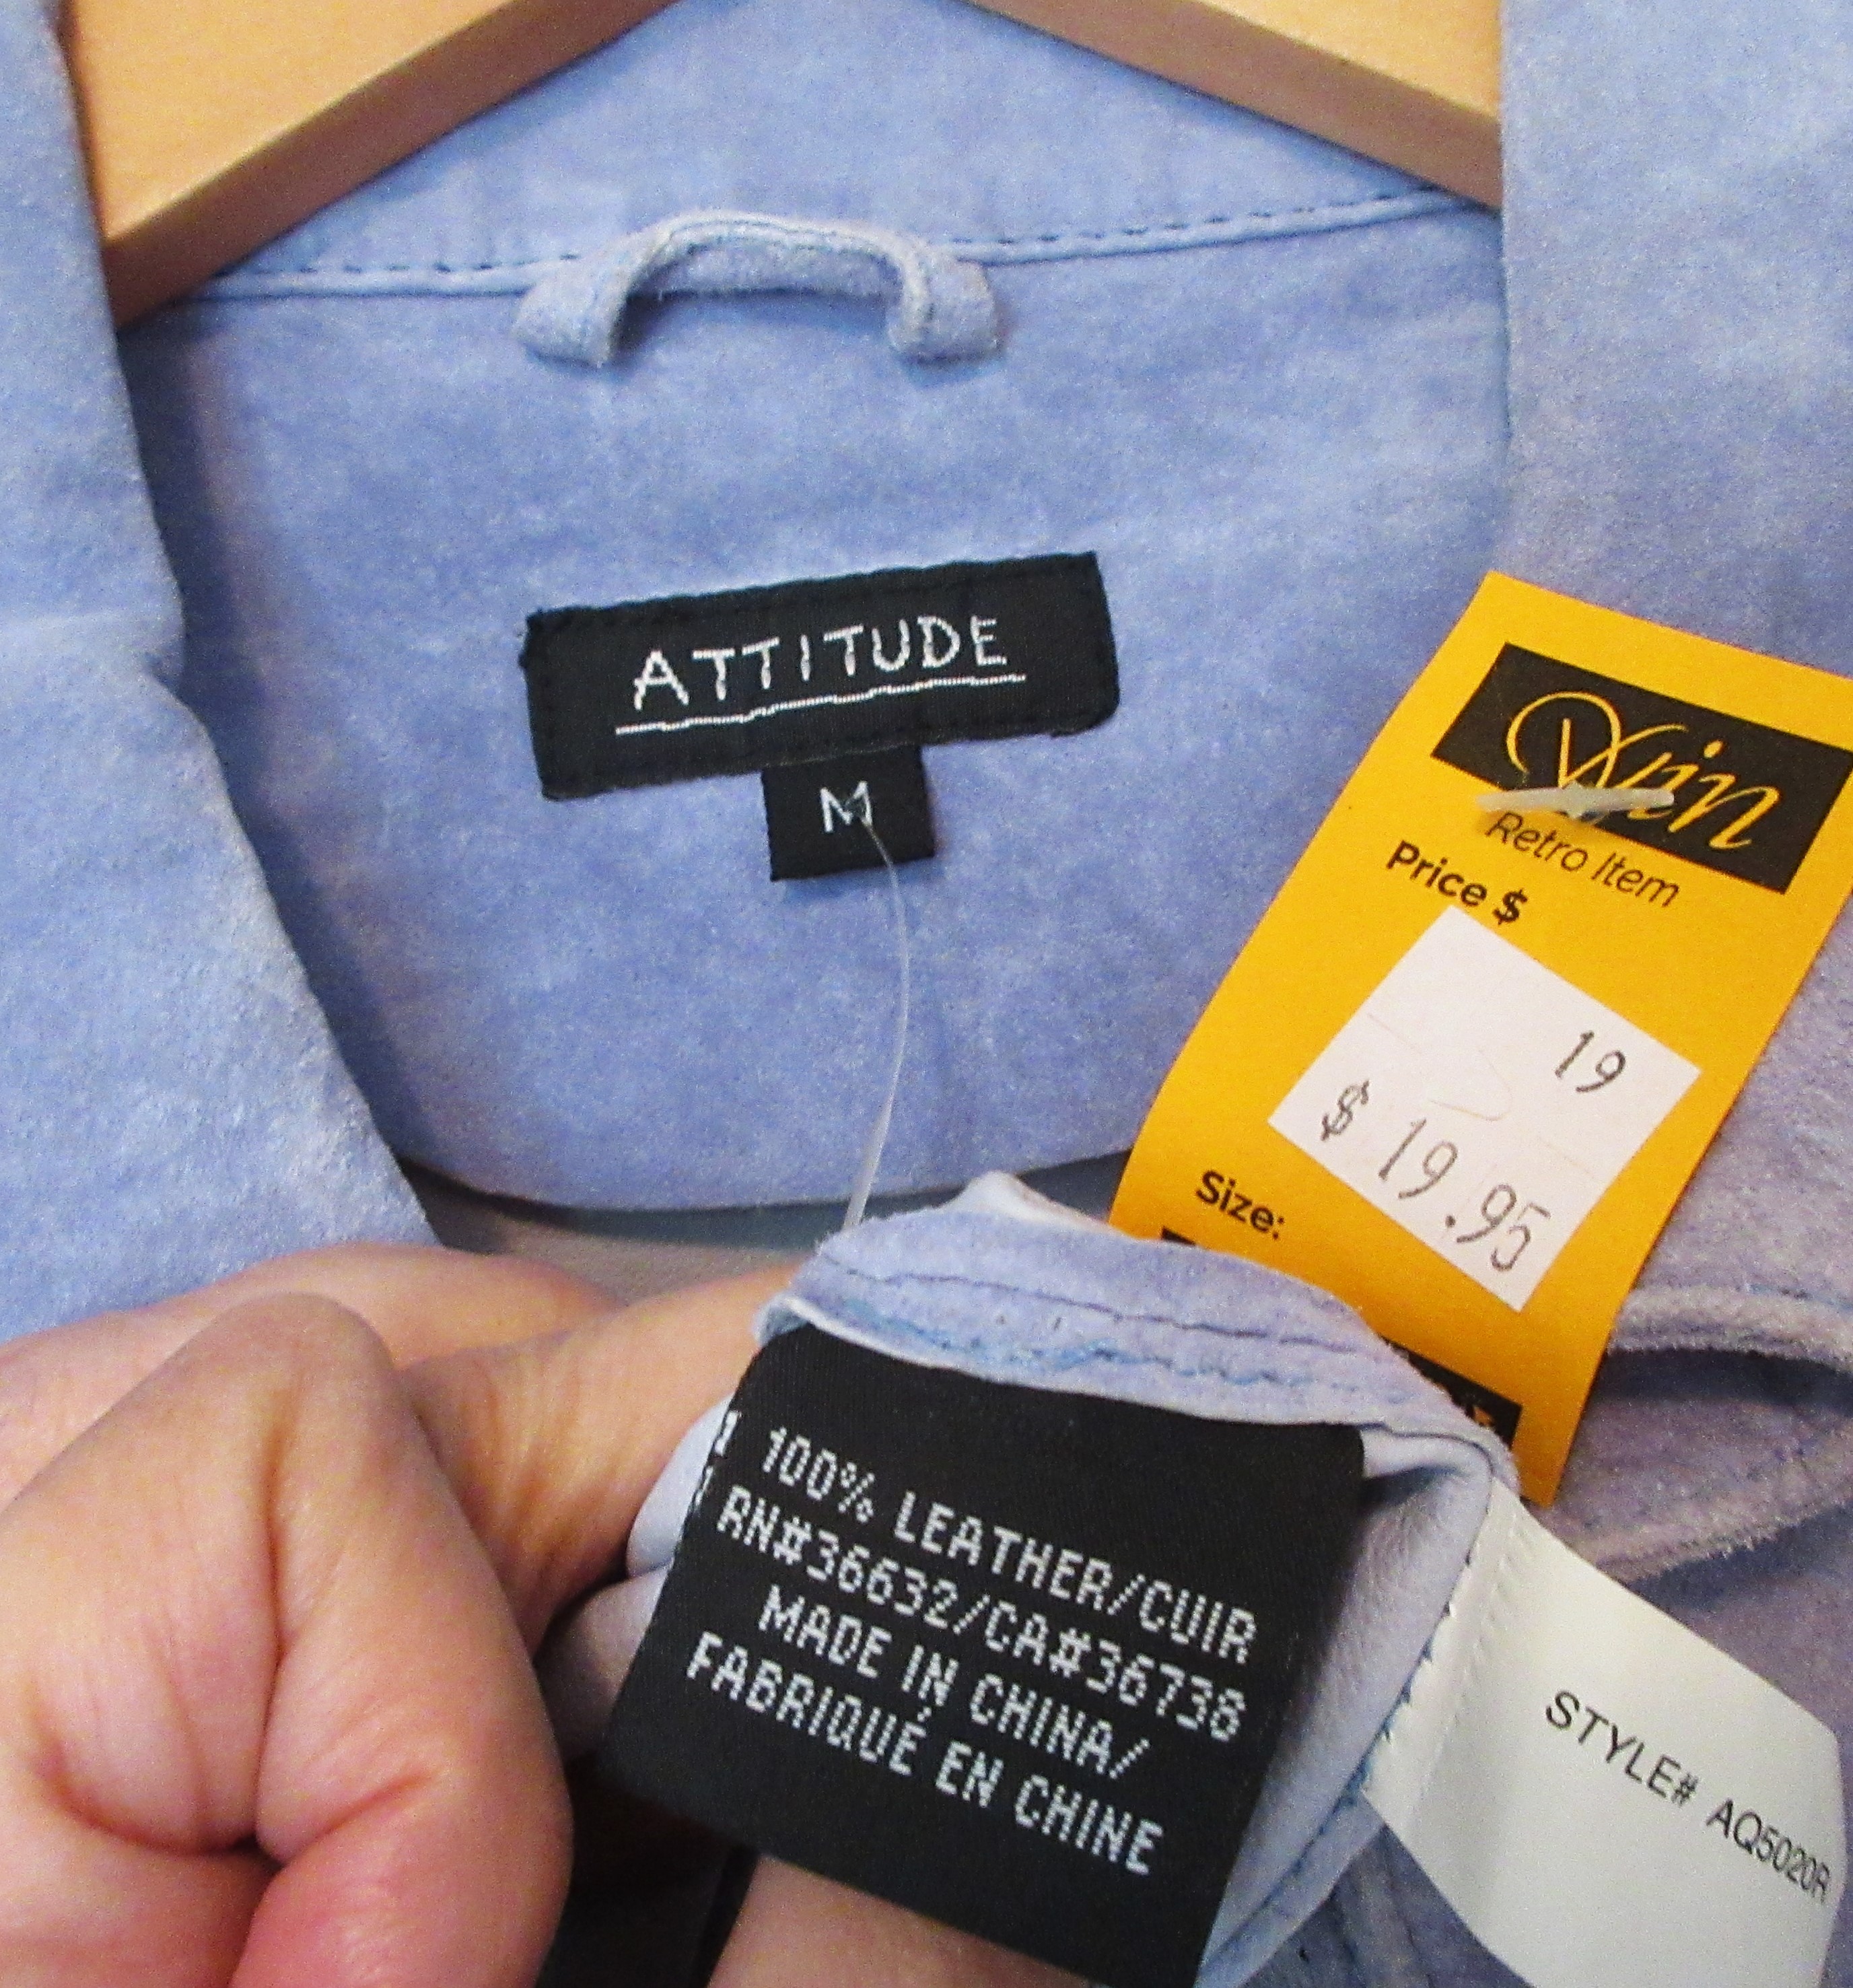 ATTITUDE
M
Win
Retro Item
Price $
19
$ 19.95
Size:
100% LEATHER/CUIR
RN#36632/CA#36738
MADE IN CHINA/
FABRIQUÉ EN CHINE
STYLE# AQ5020R